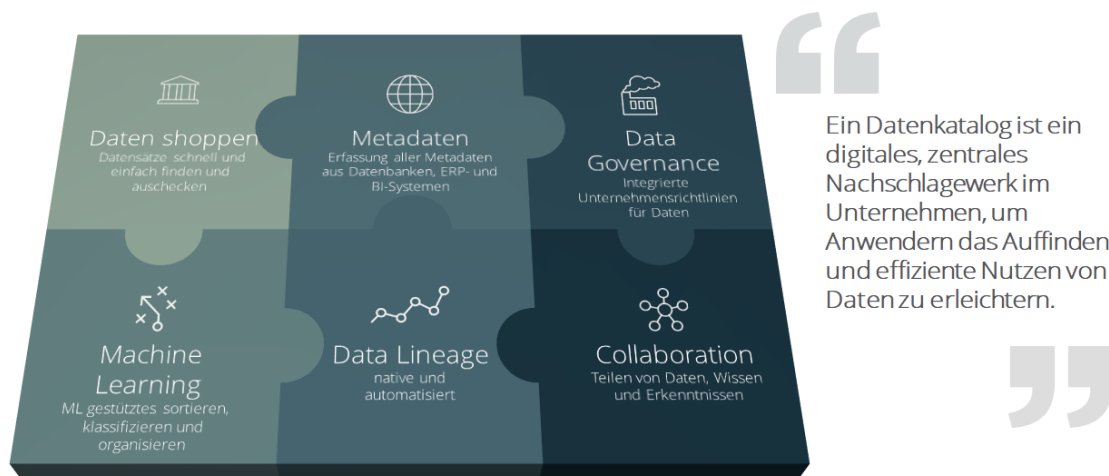 Daten shoppen
Datensätze schnell und
einfach finden und
auschecken
Metadaten
Erfassung aller Metadaten
aus Datenbanken, ERP- und
BI-Systemen
Data
Governance
Integrierte
Unternehmensrichtlinien
für Daten
Machine
Learning
ML gestütztes sortieren,
klassifizieren und
organisieren
Data Lineage
native und
automatisiert
Collaboration
Teilen von Daten, Wissen
und Erkenntnissen
“
Ein Datenkatalog ist ein
digitales, zentrales
Nachschlagewerk im
Unternehmen, um
Anwendern das Auffinden
und effiziente Nutzen von
Daten zu erleichtern.
”